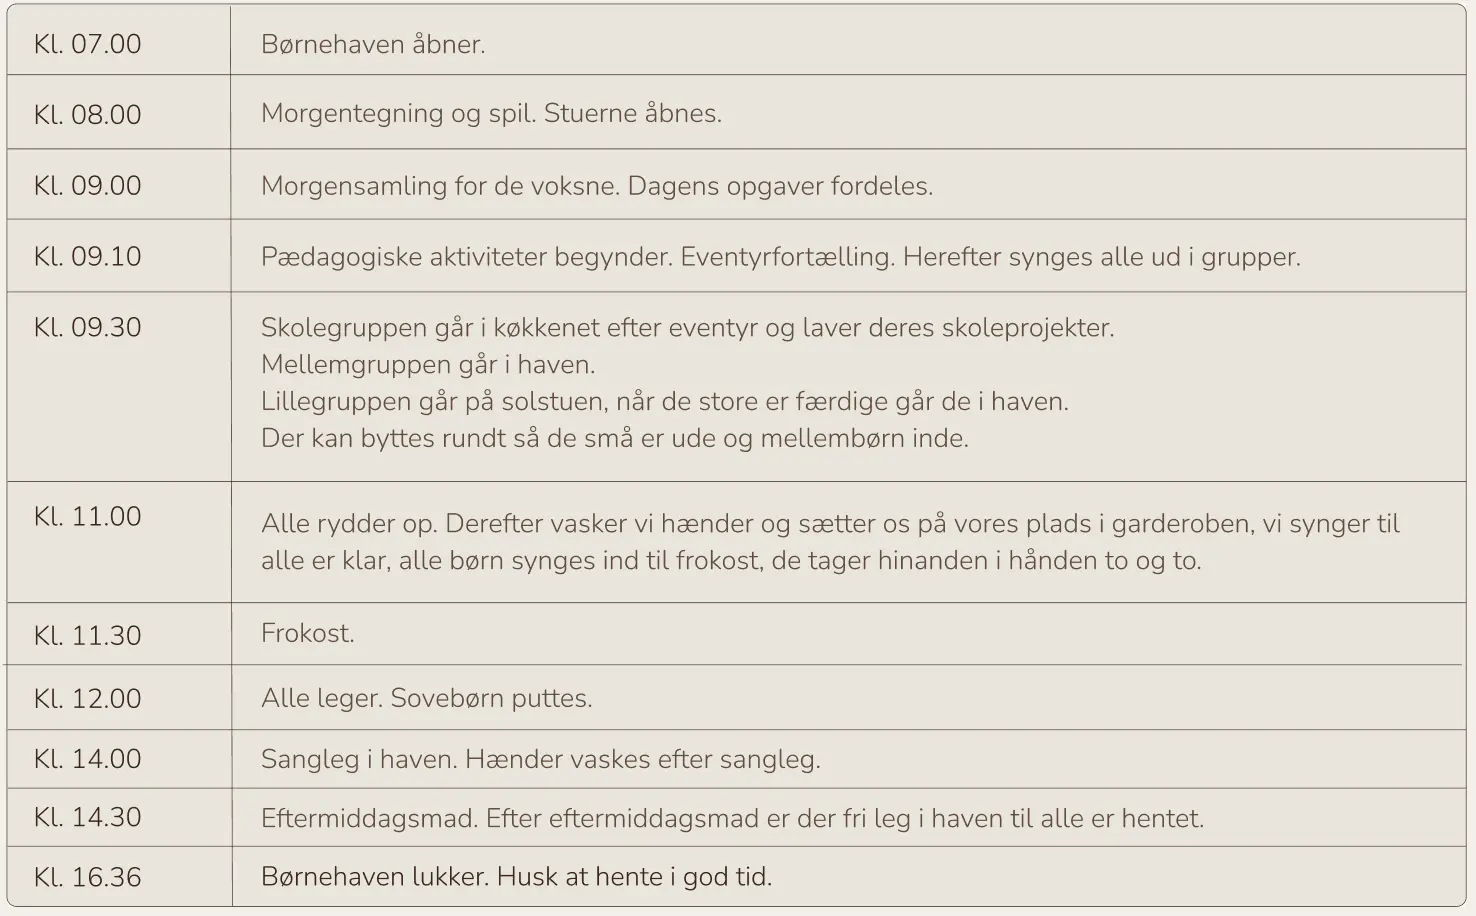 Kl. 07.00 Børnehaven åbner.
Kl. 08.00 Morgentegning og spil. Stuerne åbnes.
Kl. 09.00 Morgensamling for de voksne. Dagens opgaver fordeles.
Kl. 09.10 Pædagogiske aktiviteter begynder. Eventyrfortælling. Herefter synges alle ud i grupper.
Kl. 09.30 Skolegruppen går i køkkenet efter eventyr og laver deres skoleprojekter.
Mellemgruppen går i haven.
Lillegruppen går på solstuen, når de store er færdige går de i haven.
Der kan byttes rundt så de små er ude og mellembørn inde.
Kl. 11.00 Alle rydder op. Derefter vasker vi hænder og sætter os på vores plads i garderoben, vi synger til
alle er klar, alle børn synges ind til frokost, de tager hinanden i hånden to og to.
Kl. 11.30 Frokost.
Kl. 12.00 Alle leger. Sovebørn puttes.
Kl. 14.00 Sangleg i haven. Hænder vaskes efter sangleg.
Kl. 14.30 Eftermiddagsmad. Efter eftermiddagsmad er der fri leg i haven til alle er hentet.
Kl. 16.36 Børnehaven lukker. Husk at hente i god tid.